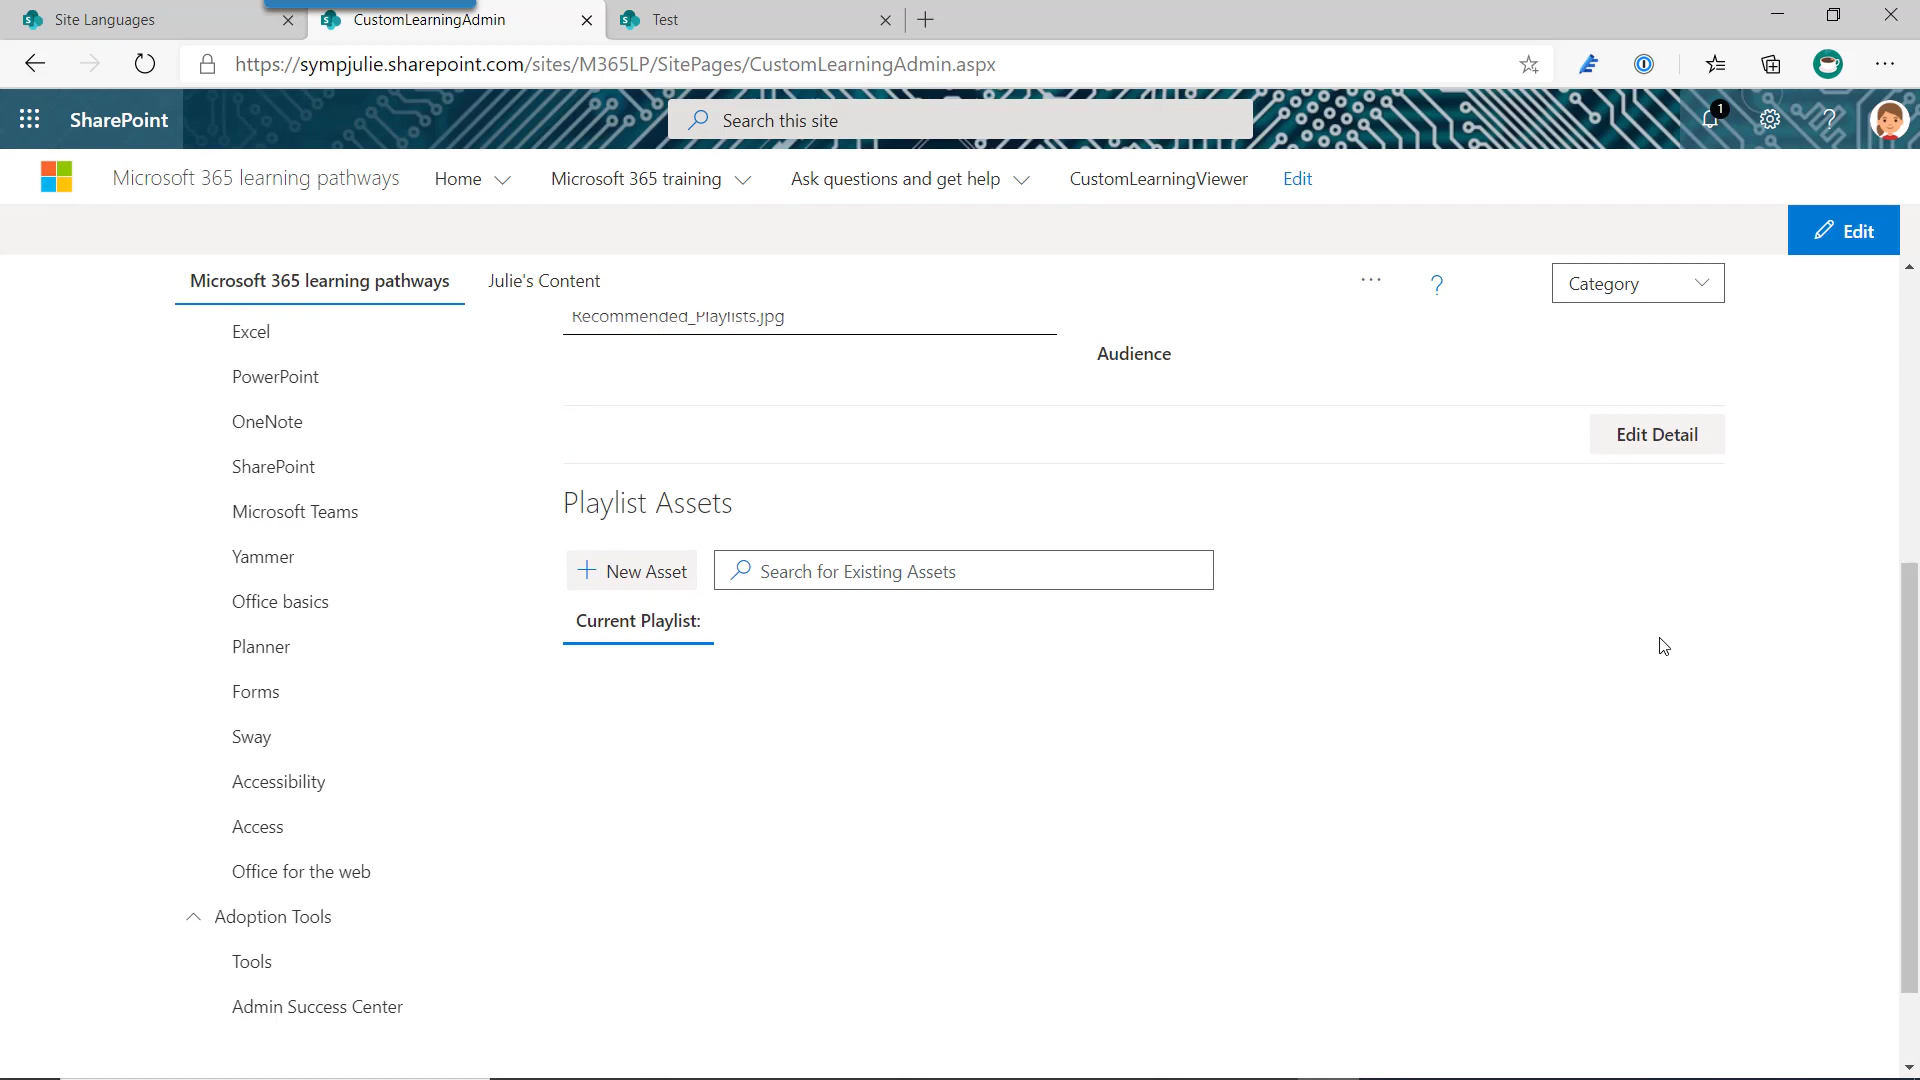 Site Languages
CustomLearningAdmin
Test
https://sympjulie.sharepoint.com/sites/M365LP/SitePages/CustomLearningAdmin.aspx
SharePoint
Search this site
1
Microsoft 365 learning pathways
Home
Microsoft 365 training
Ask questions and get help
CustomLearningViewer
Edit
Edit
Microsoft 365 learning pathways
Julie's Content
Category
Recommended_Playlists.jpg
Audience
Edit Detail
Playlist Assets
New Asset
Search for Existing Assets
Current Playlist:
Excel
PowerPoint
OneNote
SharePoint
Microsoft Teams
Yammer
Office basics
Planner
Forms
Sway
Accessibility
Access
Office for the web
Adoption Tools
Tools
Admin Success Center